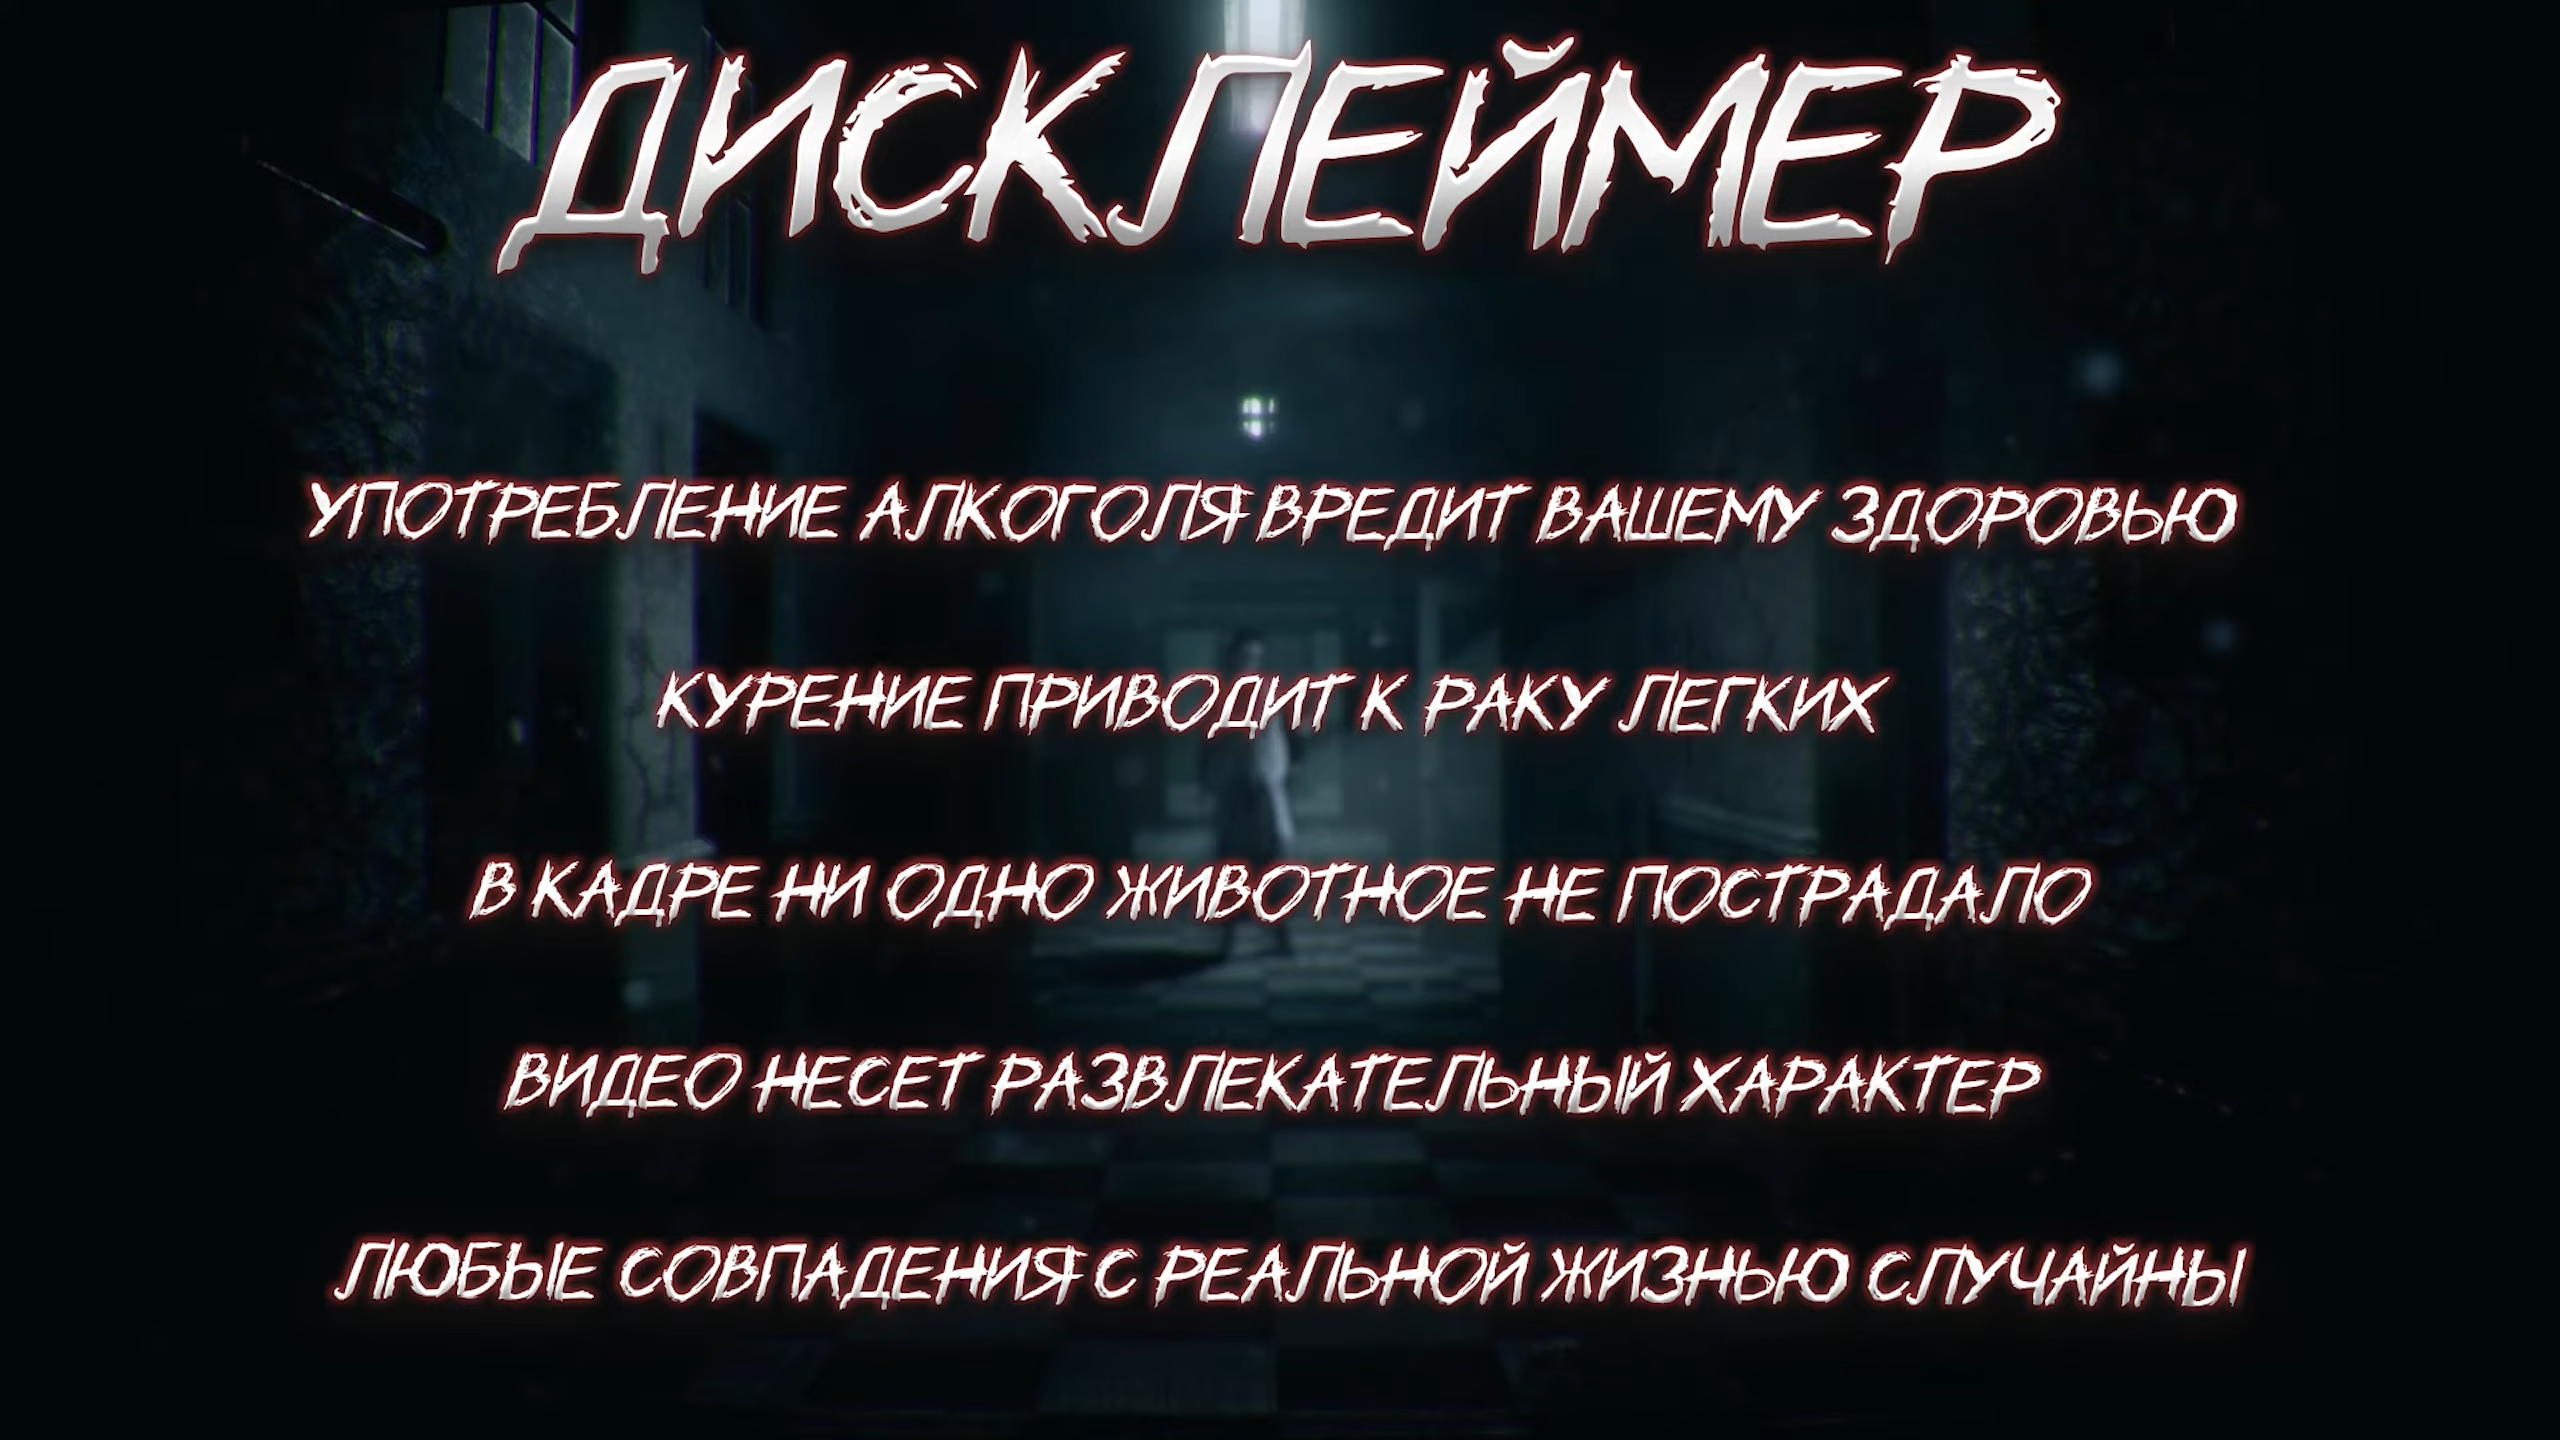 ДИСКЛЕЙМЕР
УПОТРЕБЛЕНИЕ АЛКОГОЛЯ ВРЕДИТ ВАШЕМУ ЗДОРОВЬЮ
КУРЕНИЕ ПРИВОДИТ К РАКУ ЛЕГКИХ
В КАДРЕ НИ ОДНО ЖИВОТНОЕ НЕ ПОСТРАДАЛО
ВИДЕО НЕСЕТ РАЗВЛЕКАТЕЛЬНЫЙ ХАРАКТЕР
ЛЮБЫЕ СОВПАДЕНИЯ С РЕАЛЬНОЙ ЖИЗНЬЮ СЛУЧАЙНЫ